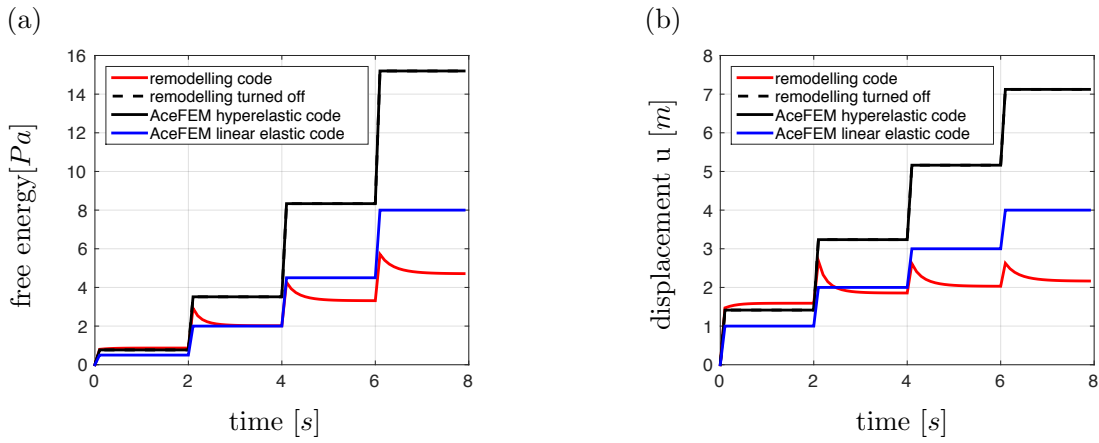 (a)
free energy[Pa
16
14
12
10
8
6
4
2
0
remodelling code
remodelling turned off
AceFEM hyperelastic code
AceFEM linear elastic code
0 2 4 6 8
time [s]
(b)
displacement u [m]
8
7
6
5
4
3
2
1
0
remodelling code
remodelling turned off
AceFEM hyperelastic code
AceFEM linear elastic code
0 2 4 6 8
time [s]